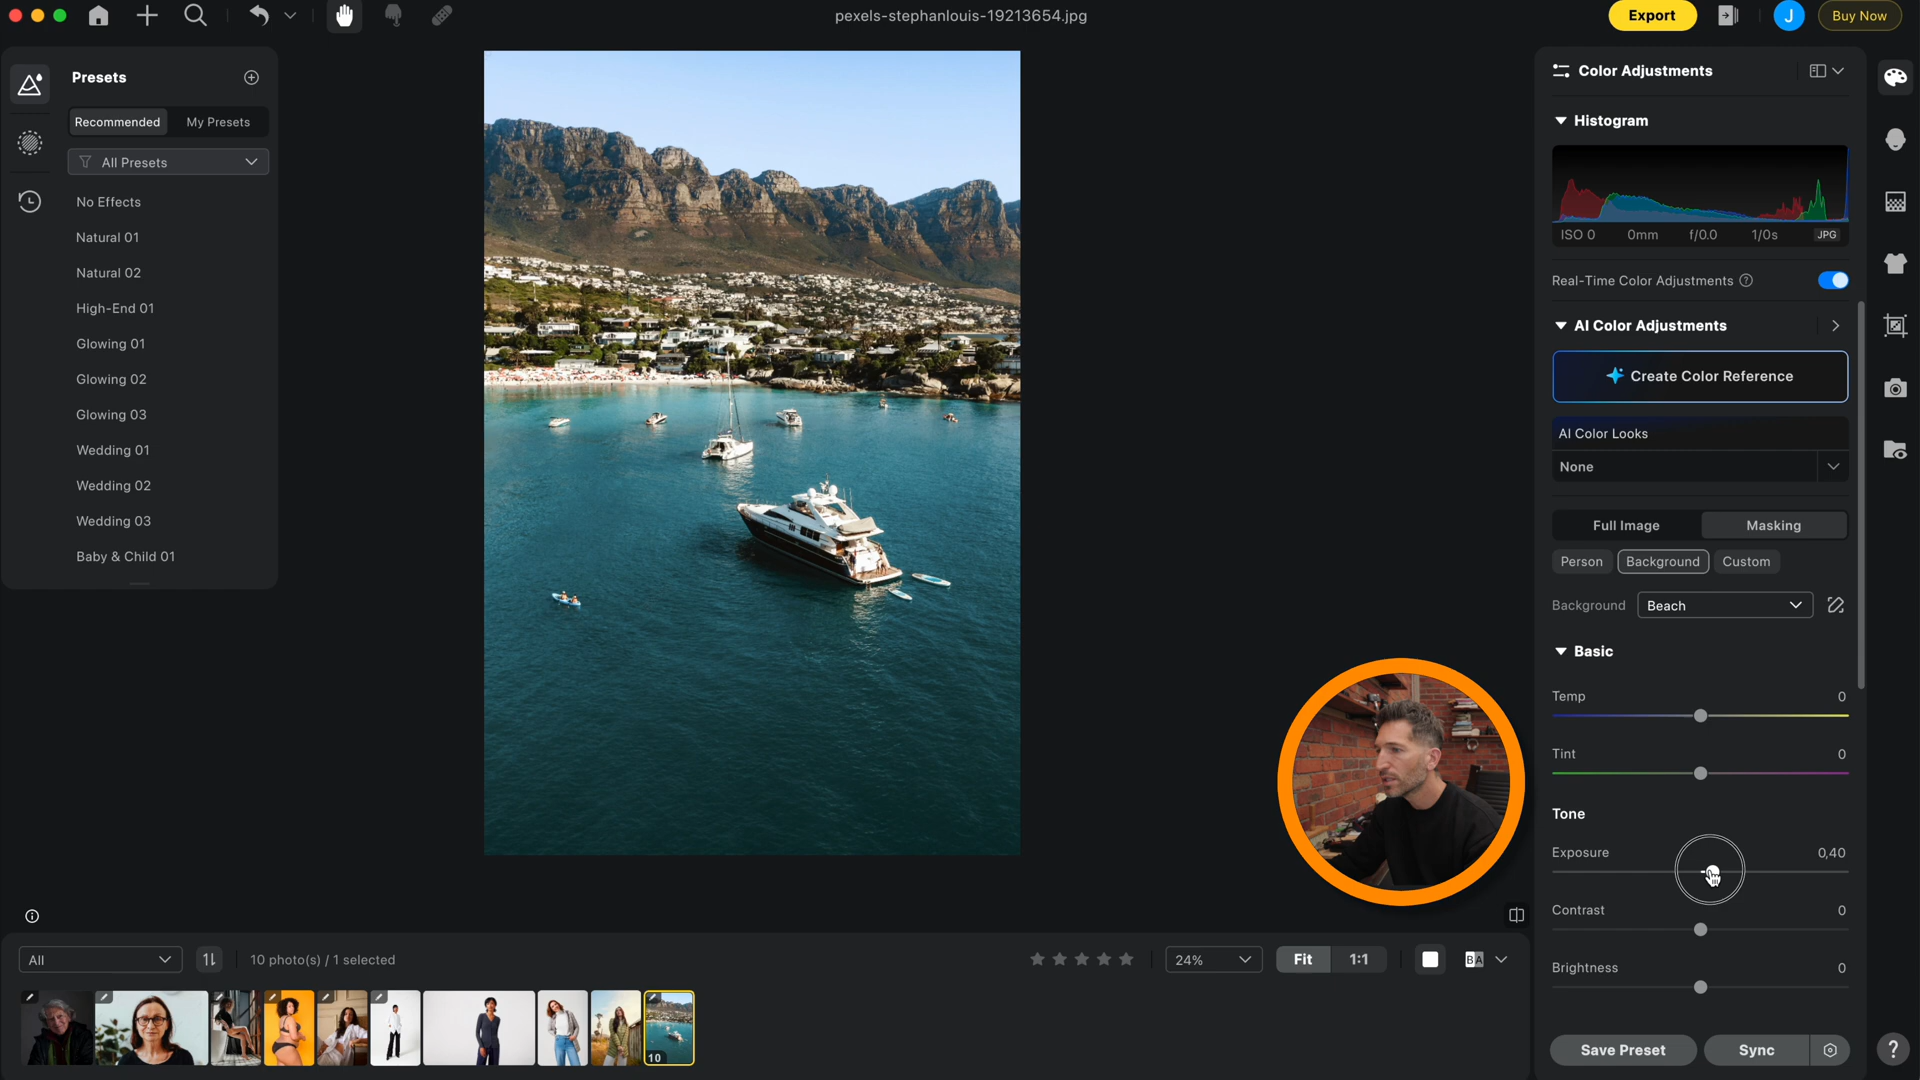 pexels-stephanlouis-19213654.jpg
Export
J
Buy Now
Presets
Recommended
My Presets
All Presets
No Effects
Natural 01
Natural 02
High-End 01
Glowing 01
Glowing 02
Glowing 03
Wedding 01
Wedding 02
Wedding 03
Baby & Child 01
Color Adjustments
Histogram
ISO 0 0mm f/0.0 1/0s JPG
Real-Time Color Adjustments
AI Color Adjustments
Create Color Reference
AI Color Looks
None
Full Image Masking
Person Background Custom
Background Beach
Basic
Temp 0
Tint 0
Tone
Exposure 0,40
Contrast 0
Brightness 0
Save Preset Sync
All
10 photo(s) / 1 selected
24%
Fit
1:1
BA
10